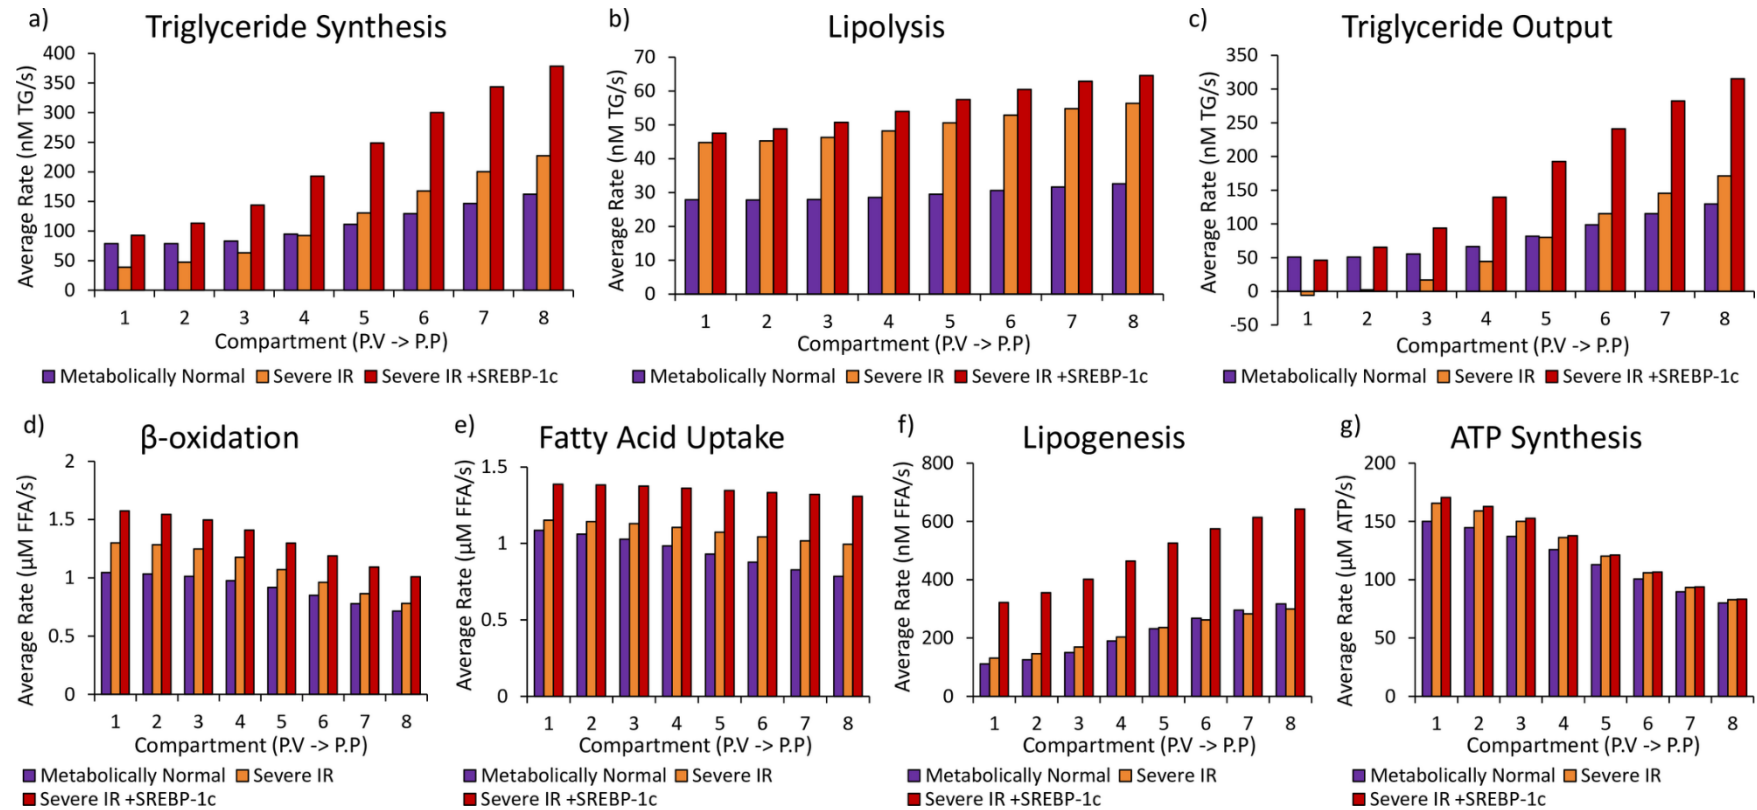 a) Triglyceride Synthesis
Average Rate (nM TG/s)
400
350
300
250
200
150
100
50
0
1 2 3 4 5 6 7 8
Compartment (P.V -> P.P)
Metabolically Normal Severe IR Severe IR +SREBP-1c
b) Lipolysis
Average Rate (nM TG/s)
70
60
50
40
30
20
10
0
1 2 3 4 5 6 7 8
Compartment (P.V -> P.P)
Metabolically Normal Severe IR Severe IR +SREBP-1c
c) Triglyceride Output
Average Rate (nM TG/s)
350
300
250
200
150
100
50
0
-50
1 2 3 4 5 6 7 8
Compartment (P.V -> P.P)
Metabolically Normal Severe IR Severe IR +SREBP-1c
d) β-oxidation
Average Rate (μM FFA/s)
2
1.5
1
0.5
0
1 2 3 4 5 6 7 8
Compartment (P.V -> P.P)
Metabolically Normal Severe IR
Severe IR +SREBP-1c
e) Fatty Acid Uptake
Average Rate (μM FFA/s)
1.5
1
0.5
0
1 2 3 4 5 6 7 8
Compartment (P.V -> P.P)
Metabolically Normal Severe IR
Severe IR +SREBP-1c
f) Lipogenesis
Average Rate (nM FFA/s)
800
600
400
200
0
1 2 3 4 5 6 7 8
Compartment (P.V -> P.P)
Metabolically Normal Severe IR
Severe IR +SREBP-1c
g) ATP Synthesis
Average Rate (μM ATP/s)
200
150
100
50
0
1 2 3 4 5 6 7 8
Compartment (P.V -> P.P)
Metabolically Normal Severe IR
Severe IR +SREBP-1c